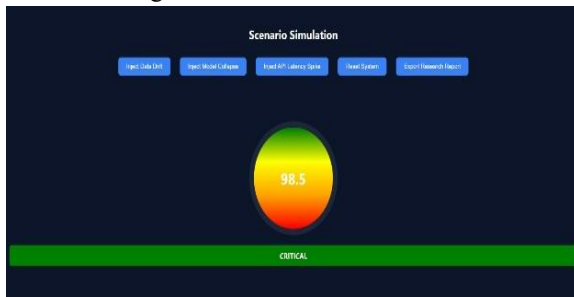 Scenario Simulation
Inject Data Drift Inject Model Collapse Inject API Latency Spike Reset System Export Research Report
98.5
CRITICAL